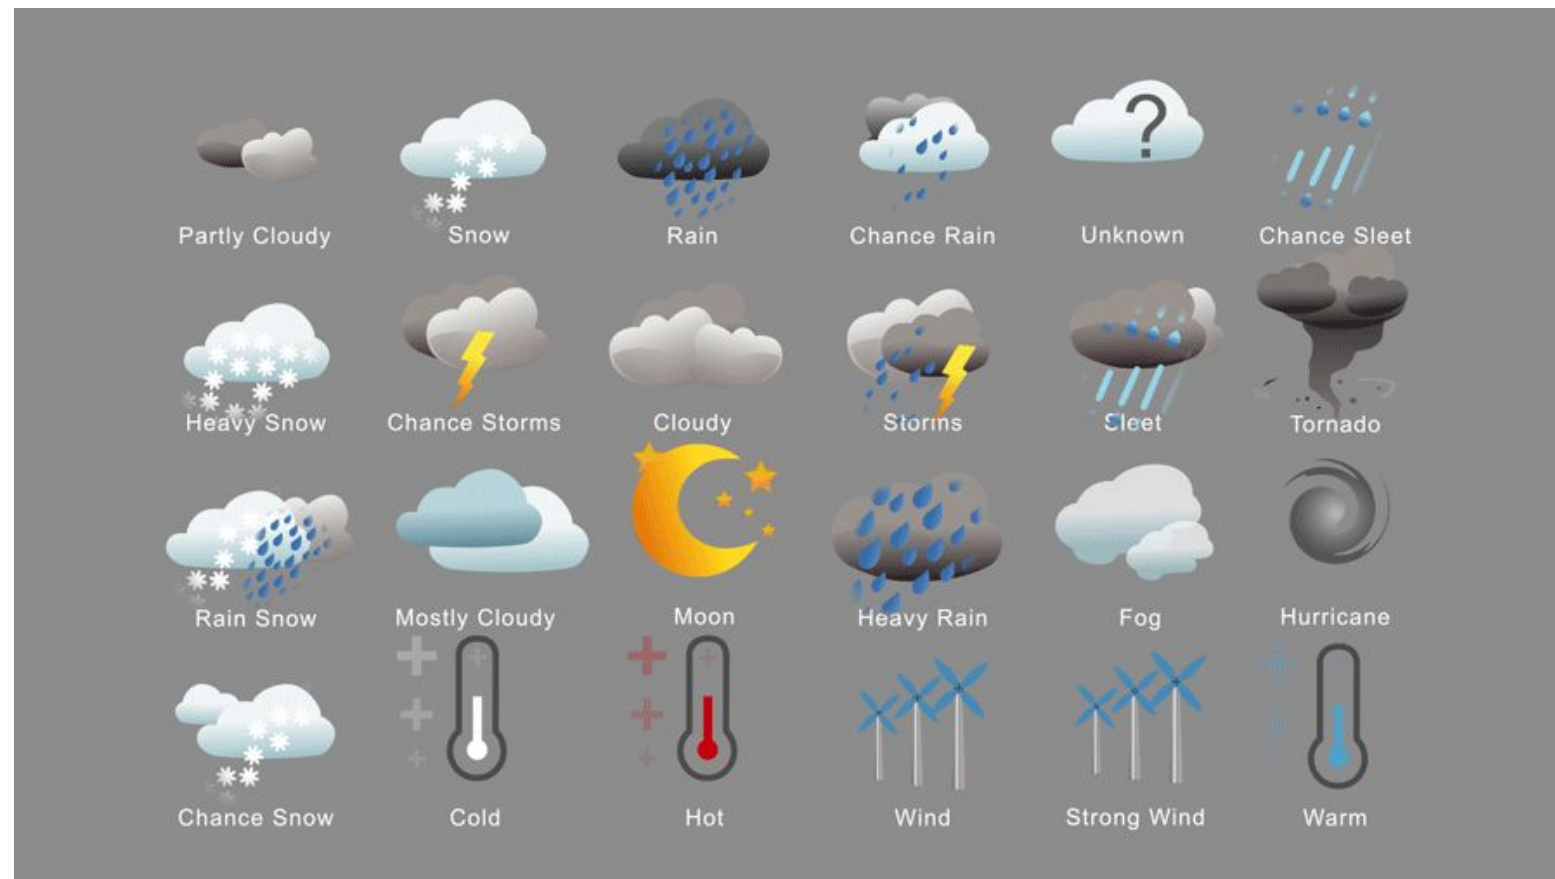 ?
Partly Cloudy
Snow
Rain
Chance Rain
Unknown
Chance Sleet
Heavy Snow
Chance Storms
Cloudy
Storms
Sleet
Tornado
Rain Snow
Mostly Cloudy
Moon
Heavy Rain
Fog
Hurricane
Chance Snow
Cold
Hot
Wind
Strong Wind
Warm